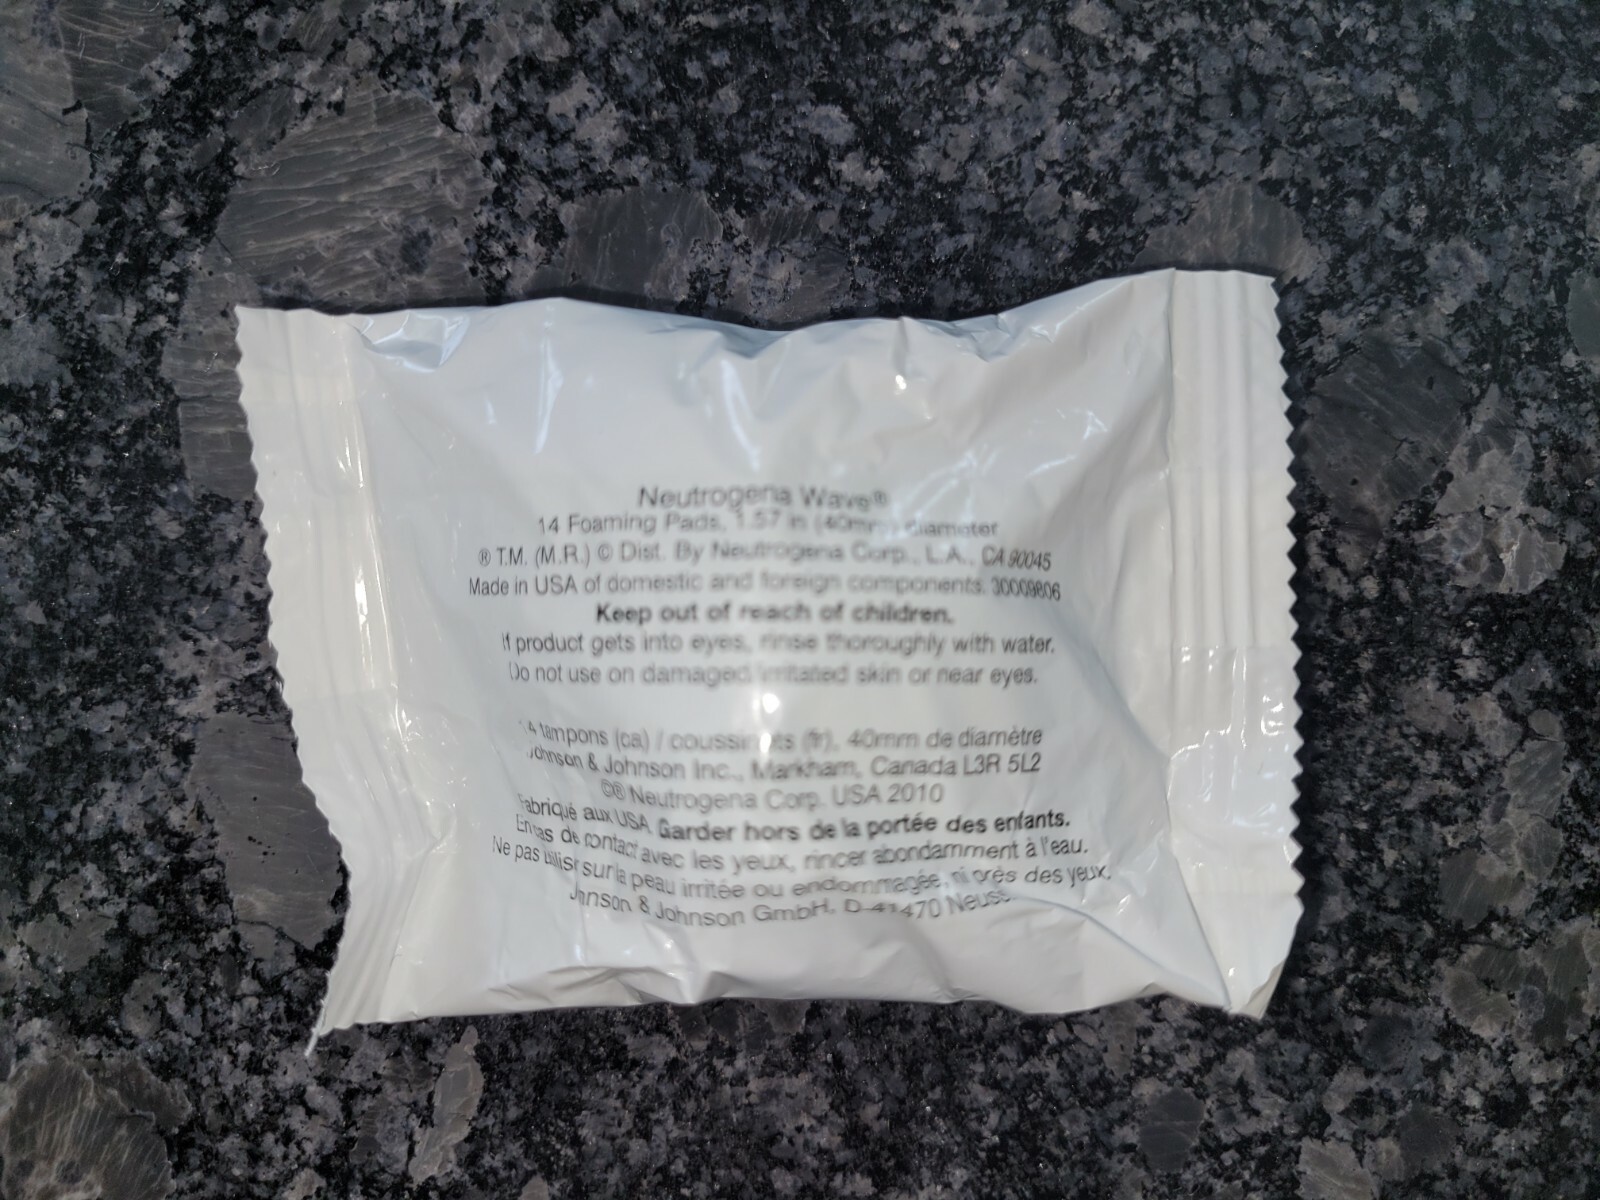 Neutrogena Wave®
14 Foaming Pads, 1.57 in (40mm) diameter
® T.M. (M.R.) © Dist. By Neutrogena Corp., L.A., CA 90045
Made in USA of domestic and foreign components. 30009806
Keep out of reach of children.
If product gets into eyes, rinse thoroughly with water.
Do not use on damaged/irritated skin or near eyes.
14 tampons (ca) / coussinets (fr), 40mm de diamètre
Johnson & Johnson Inc., Markham, Canada L3R 5L2
©® Neutrogena Corp. USA 2010
Fabriqué aux USA. Garder hors de la portée des enfants.
En cas de contact avec les yeux, rincer abondamment à l'eau.
Ne pas utiliser sur la peau irritée ou endommagée, ni près des yeux.
Johnson & Johnson GmbH, D-41470 Neuss